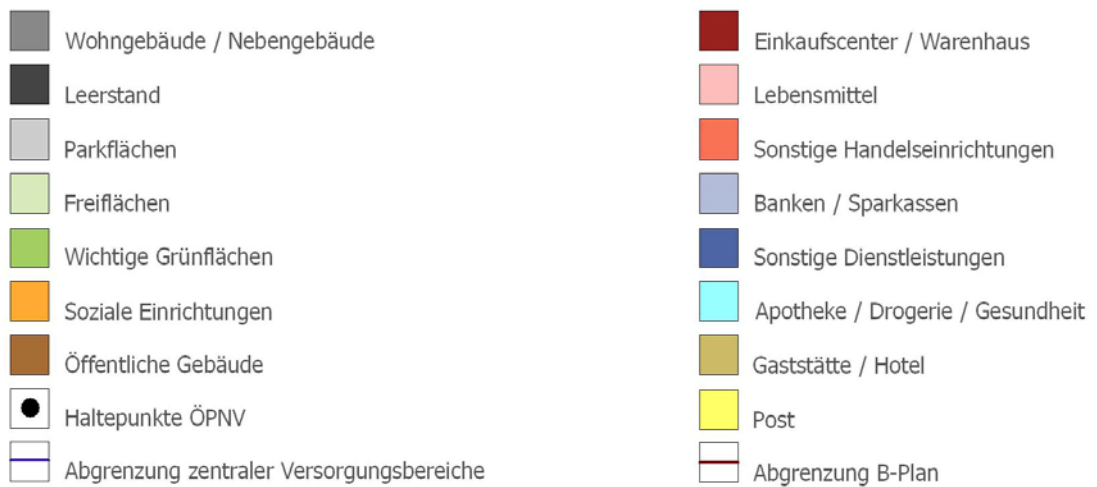 Wohngebäude / Nebengebäude
Leerstand
Parkflächen
Freiflächen
Wichtige Grünflächen
Soziale Einrichtungen
Öffentliche Gebäude
Haltepunkte ÖPNV
Abgrenzung zentraler Versorgungsbereiche
Einkaufscenter / Warenhaus
Lebensmittel
Sonstige Handelseinrichtungen
Banken / Sparkassen
Sonstige Dienstleistungen
Apotheke / Drogerie / Gesundheit
Gaststätte / Hotel
Post
Abgrenzung B-Plan